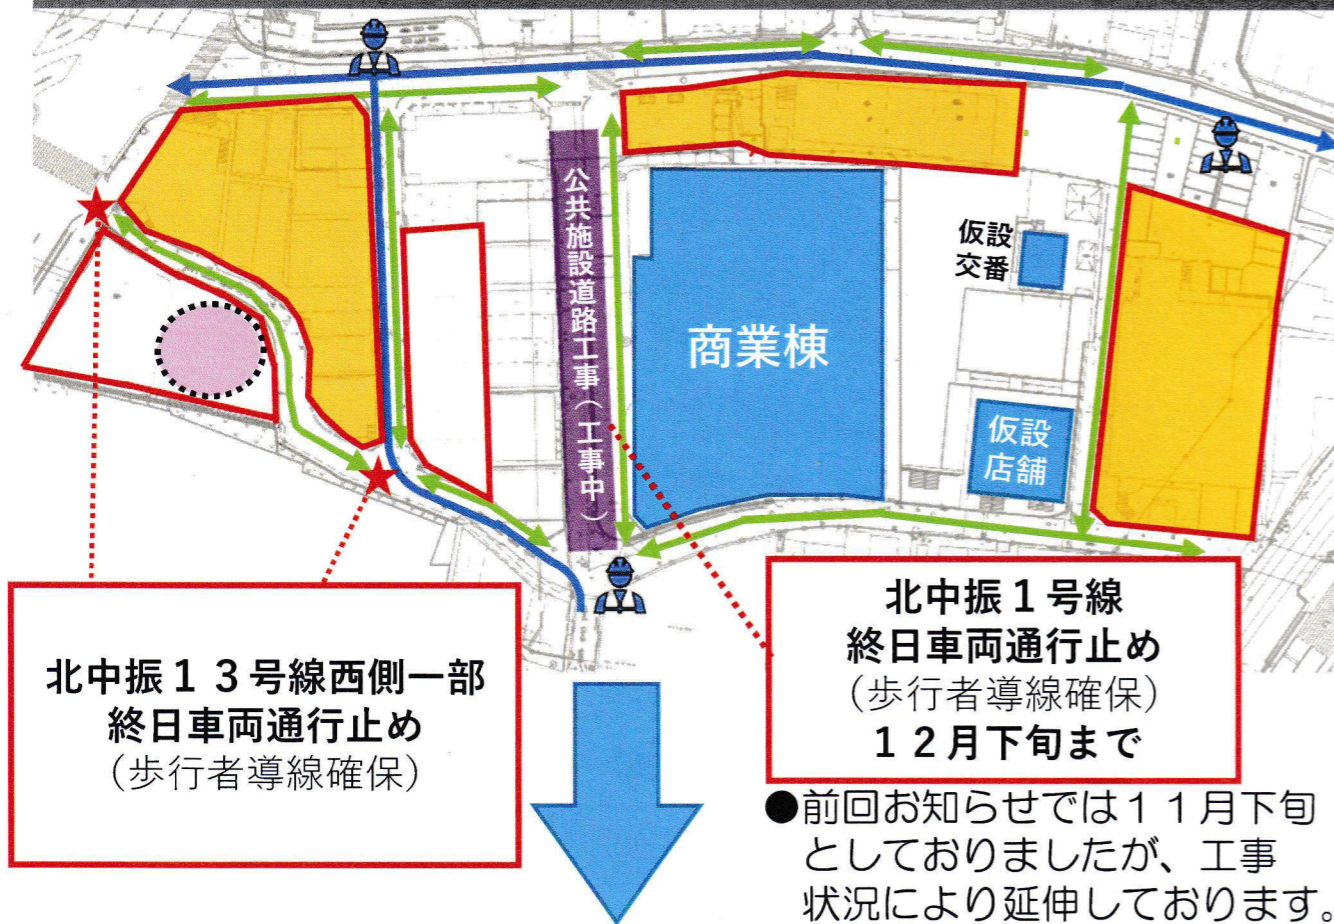 公共施設道路工事（工事中）
商業棟
仮設
交番
仮設
店舗
北中振１３号線西側一部
終日車両通行止め
（歩行者導線確保）
北中振１号線
終日車両通行止め
（歩行者導線確保）
１２月下旬まで
●前回お知らせでは１１月下旬
としておりましたが、工事
状況により延伸しております。